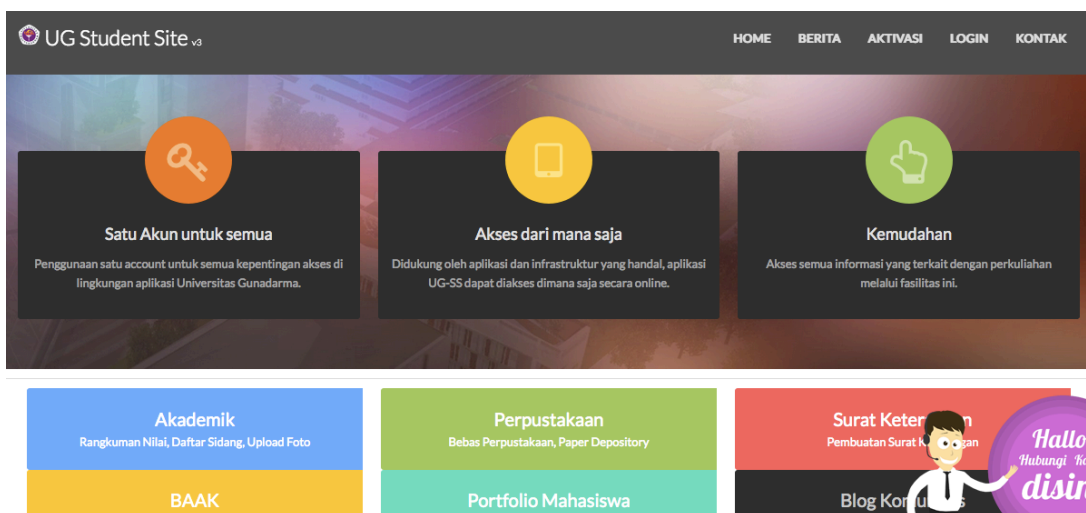 UG Student Site v3
HOME BERITA AKTIVASI LOGIN KONTAK
Satu Akun untuk semua
Penggunaan satu account untuk semua kepentingan akses di
lingkungan aplikasi Universitas Gunadarma.
Akses dari mana saja
Didukung oleh aplikasi dan infrastruktur yang handal, aplikasi
UG-SS dapat diakses dimana saja secara online.
Kemudahan
Akses semua informasi yang terkait dengan perkuliahan
melalui fasilitas ini.
Akademik
Rangkuman Nilai, Daftar Sidang, Upload Foto
Perpustakaan
Bebas Perpustakaan, Paper Depository
Surat
Pembuatan Surat
BAAK
Portfolio Mahasiswa
Blog
Hallo
Hubungi